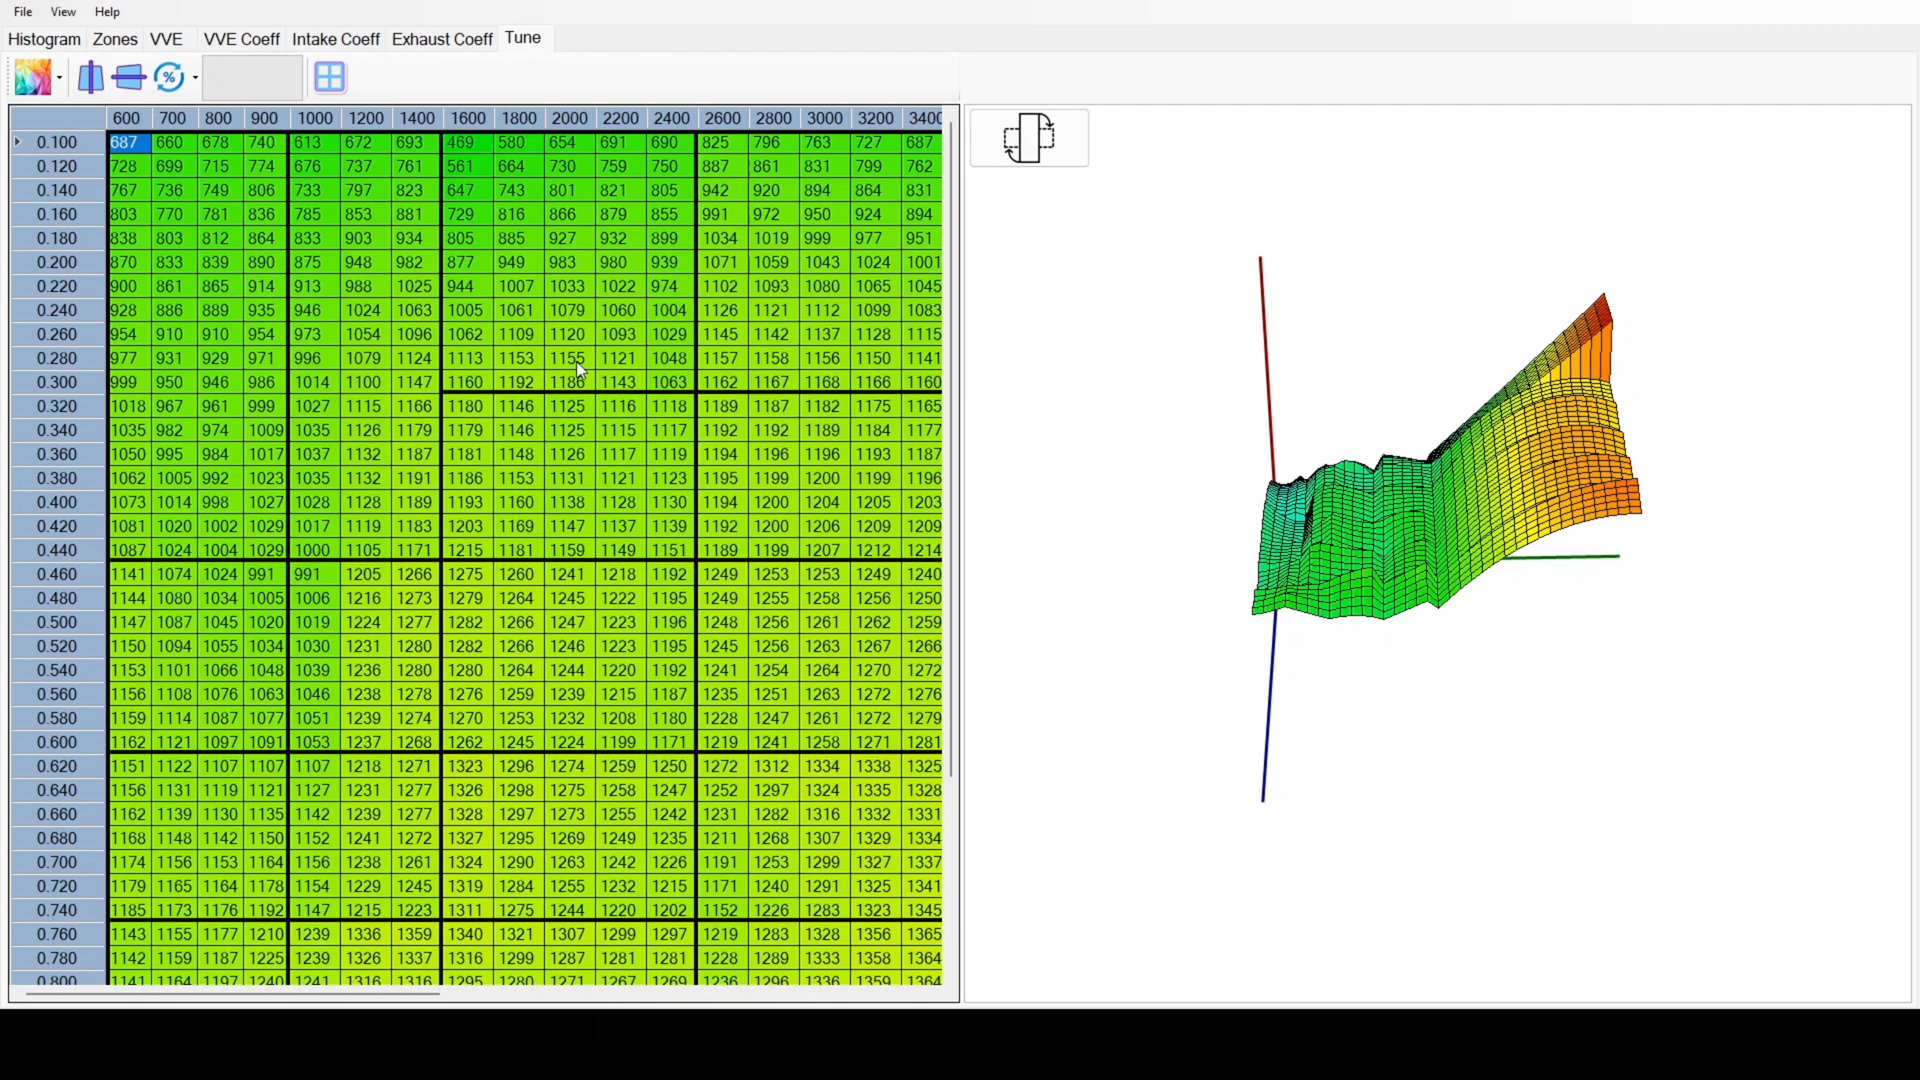 File View Help
Histogram Zones VVE VVE Coeff Intake Coeff Exhaust Coeff Tune
%
600 700 800 900 1000 1200 1400 1600 1800 2000 2200 2400 2600 2800 3000 3200 3400
0.100 687 660 678 740 613 672 693 469 580 654 691 690 825 796 763 727 687
0.120 728 699 715 774 676 737 761 561 664 730 759 750 887 861 831 799 762
0.140 767 736 749 806 733 797 823 647 743 801 821 805 942 920 894 864 831
0.160 803 770 781 836 785 853 881 729 816 866 879 855 991 972 950 924 894
0.180 838 803 812 864 833 903 934 805 885 927 932 899 1034 1019 999 977 951
0.200 870 833 839 890 875 948 982 877 949 983 980 939 1071 1059 1043 1024 1001
0.220 900 861 865 914 913 988 1025 944 1007 1033 1022 974 1102 1093 1080 1065 1045
0.240 928 886 889 935 946 1024 1063 1005 1061 1079 1060 1004 1126 1121 1112 1099 1083
0.260 954 910 910 954 973 1054 1096 1062 1109 1120 1093 1029 1145 1142 1137 1128 1115
0.280 977 931 929 971 996 1079 1124 1113 1153 1155 1121 1048 1157 1158 1156 1150 1141
0.300 999 950 946 986 1014 1100 1147 1160 1192 1186 1143 1063 1162 1167 1168 1166 1160
0.320 1018 967 961 999 1027 1115 1166 1180 1146 1125 1116 1118 1189 1187 1182 1175 1165
0.340 1035 982 974 1009 1035 1126 1179 1179 1146 1125 1115 1117 1192 1192 1189 1184 1177
0.360 1050 995 984 1017 1037 1132 1187 1181 1148 1126 1117 1119 1194 1196 1196 1193 1187
0.380 1062 1005 992 1023 1035 1132 1191 1186 1153 1131 1121 1123 1195 1199 1200 1199 1196
0.400 1073 1014 998 1027 1028 1128 1189 1193 1160 1138 1128 1130 1194 1200 1204 1205 1203
0.420 1081 1020 1002 1029 1017 1119 1183 1203 1169 1147 1137 1139 1192 1200 1206 1209 1209
0.440 1087 1024 1004 1029 1000 1105 1171 1215 1181 1159 1149 1151 1189 1199 1207 1212 1214
0.460 1141 1074 1024 991 991 1205 1266 1275 1260 1241 1218 1192 1249 1253 1253 1249 1240
0.480 1144 1080 1034 1005 1006 1216 1273 1279 1264 1245 1222 1195 1249 1255 1258 1256 1250
0.500 1147 1087 1045 1020 1019 1224 1277 1282 1266 1247 1223 1196 1248 1256 1261 1262 1259
0.520 1150 1094 1055 1034 1030 1231 1280 1282 1266 1246 1223 1195 1245 1256 1263 1267 1266
0.540 1153 1101 1066 1048 1039 1236 1280 1280 1264 1244 1220 1192 1241 1254 1264 1270 1272
0.560 1156 1108 1076 1063 1046 1238 1278 1276 1259 1239 1215 1187 1235 1251 1263 1272 1276
0.580 1159 1114 1087 1077 1051 1239 1274 1270 1253 1232 1208 1180 1228 1247 1261 1272 1279
0.600 1162 1121 1097 1091 1053 1237 1268 1262 1245 1224 1199 1171 1219 1241 1258 1271 1281
0.620 1151 1122 1107 1107 1107 1218 1271 1323 1296 1274 1259 1250 1272 1312 1334 1338 1325
0.640 1156 1131 1119 1121 1127 1231 1277 1326 1298 1275 1258 1247 1252 1297 1324 1335 1328
0.660 1162 1139 1130 1135 1142 1239 1277 1328 1297 1273 1255 1242 1231 1282 1316 1332 1331
0.680 1168 1148 1142 1150 1152 1241 1272 1327 1295 1269 1249 1235 1211 1268 1307 1329 1334
0.700 1174 1156 1153 1164 1156 1238 1261 1324 1290 1263 1242 1226 1191 1253 1299 1327 1337
0.720 1179 1165 1164 1178 1154 1229 1245 1319 1284 1255 1232 1215 1171 1240 1291 1325 1341
0.740 1185 1173 1176 1192 1147 1215 1223 1311 1275 1244 1220 1202 1152 1226 1283 1323 1345
0.760 1143 1155 1177 1210 1239 1336 1359 1340 1321 1307 1299 1297 1219 1283 1328 1356 1365
0.780 1142 1159 1187 1225 1239 1326 1337 1316 1299 1287 1281 1281 1228 1289 1333 1358 1364
0.800 1141 1164 1197 1240 1241 1316 1316 1295 1280 1271 1267 1269 1236 1296 1336 1359 1364